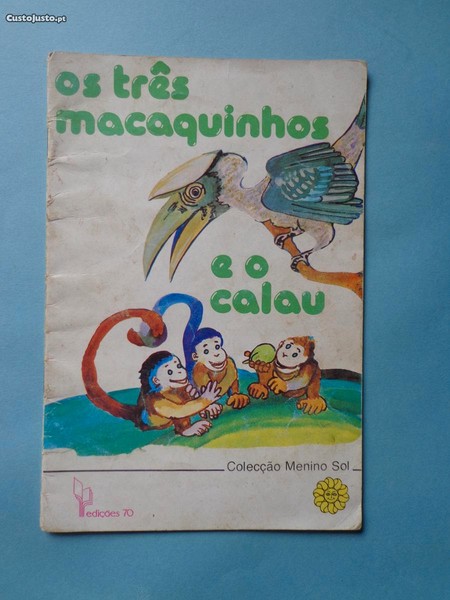 CustoJusto.pt
os três
macaquinhos
e o
calau
Colecção Menino Sol
edições 70